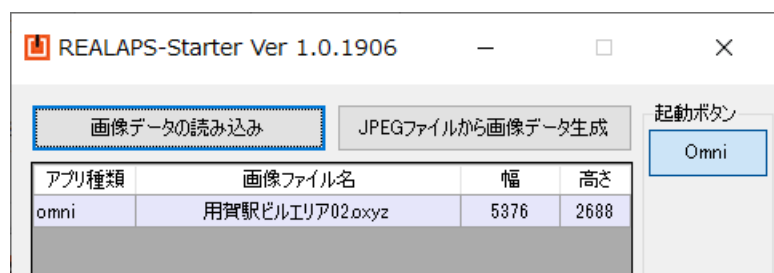 REALAPS-Starter Ver 1.0.1906
画像データの読み込み JPEGファイルから画像データ生成 起動ボタン
Omni
アプリ種類 画像ファイル名 幅 高さ
omni 用賀駅ビルエリア02.oxyz 5376 2688